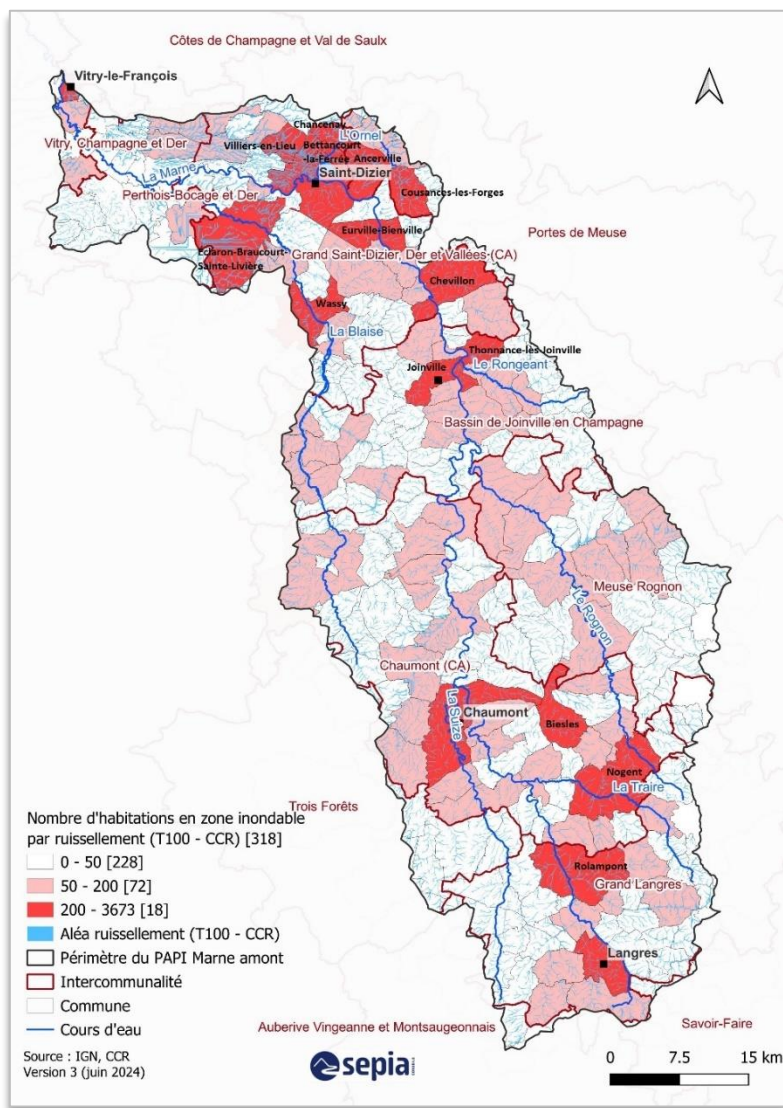 Côtes de Champagne et Val de Saulx
Vitry-le-François
Chancenay
L'Ornel
Vitry, Champagne et Der
Villiers-en-Lieu
Bettancourt
-la-Ferrée
Ancerville
La Marne
Saint-Dizier
Cousances-les-Forges
Perthois-Bocage et Der
Eurville-Bienville
Portes de Meuse
Eclaron-Braucourt-
Sainte-Livière
Grand Saint-Dizier, Der et Vallées (CA)
Chevillon
Wassy
La Blaise
Thonnance-lès-Joinville
Joinville
Le Rongeant
Bassin de Joinville en Champagne
Meuse Rognon
Le Rognon
Chaumont (CA)
La Suize
Chaumont
Biesles
Nogent
La Traire
Trois Forêts
Rolampont
Grand Langres
Langres
Auberive Vingeanne et Montsaugeonnais
Savoir-Faire
Nombre d'habitations en zone inondable
par ruissellement (T100 - CCR) [318]
0 - 50 [228]
50 - 200 [72]
200 - 3673 [18]
Aléa ruissellement (T100 - CCR)
Périmètre du PAPI Marne amont
Intercommunalité
Commune
Cours d'eau
Source : IGN, CCR
Version 3 (juin 2024)
sepia
0 7.5 15 km